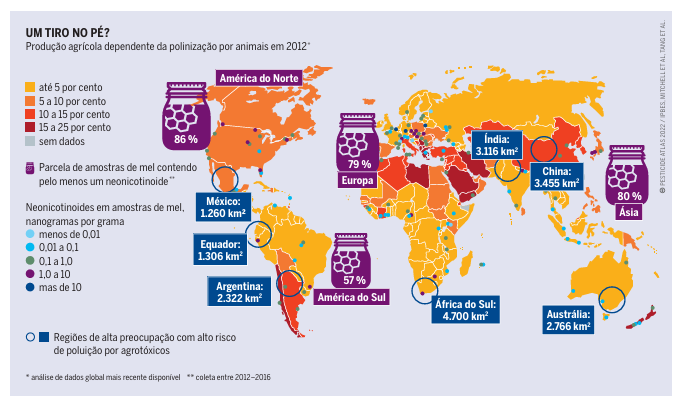 UM TIRO NO PÉ?
Produção agrícola dependente da polinização por animais em 2012*
até 5 por cento
5 a 10 por cento
10 a 15 por cento
15 a 25 por cento
sem dados
Parcela de amostras de mel contendo
pelo menos um neonicotinoide**
Neonicotinoides em amostras de mel,
nanogramas por grama
menos de 0,01
0,01 a 0,1
0,1 a 1,0
1,0 a 10
mas de 10
Regiões de alta preocupação com alto risco
de poluição por agrotóxicos
* análise de dados global mais recente disponível ** coleta entre 2012–2016
América do Norte
86 %
México:
1.260 km²
Equador:
1.306 km²
Argentina:
2.322 km²
57 %
América do Sul
79 %
Europa
África do Sul:
4.700 km²
Índia:
3.116 km²
China:
3.455 km²
80 %
Ásia
Austrália:
2.766 km²
PESTICIDE ATLAS 2022 / IPBES, MITCHELL ET AL, TANG ET AL.